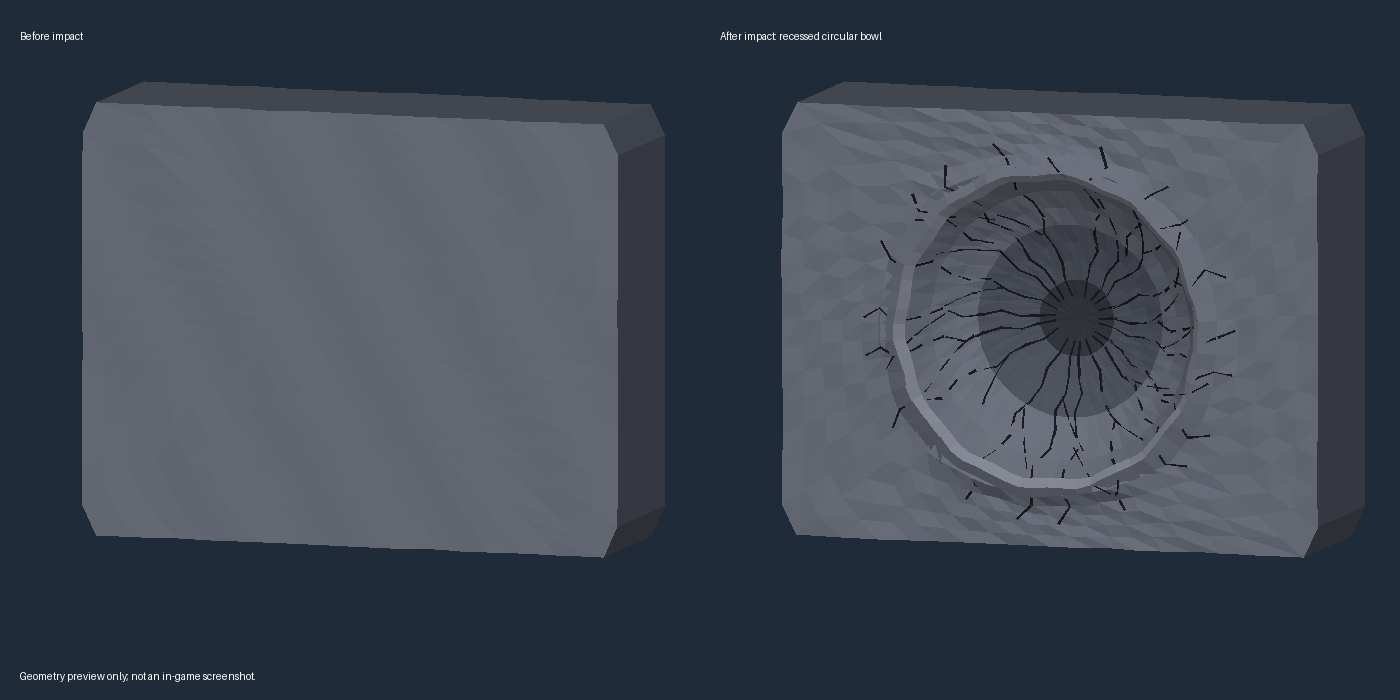 Before impact
After impact: recessed circular bowl
Geometry preview only; not an in-game screenshot.